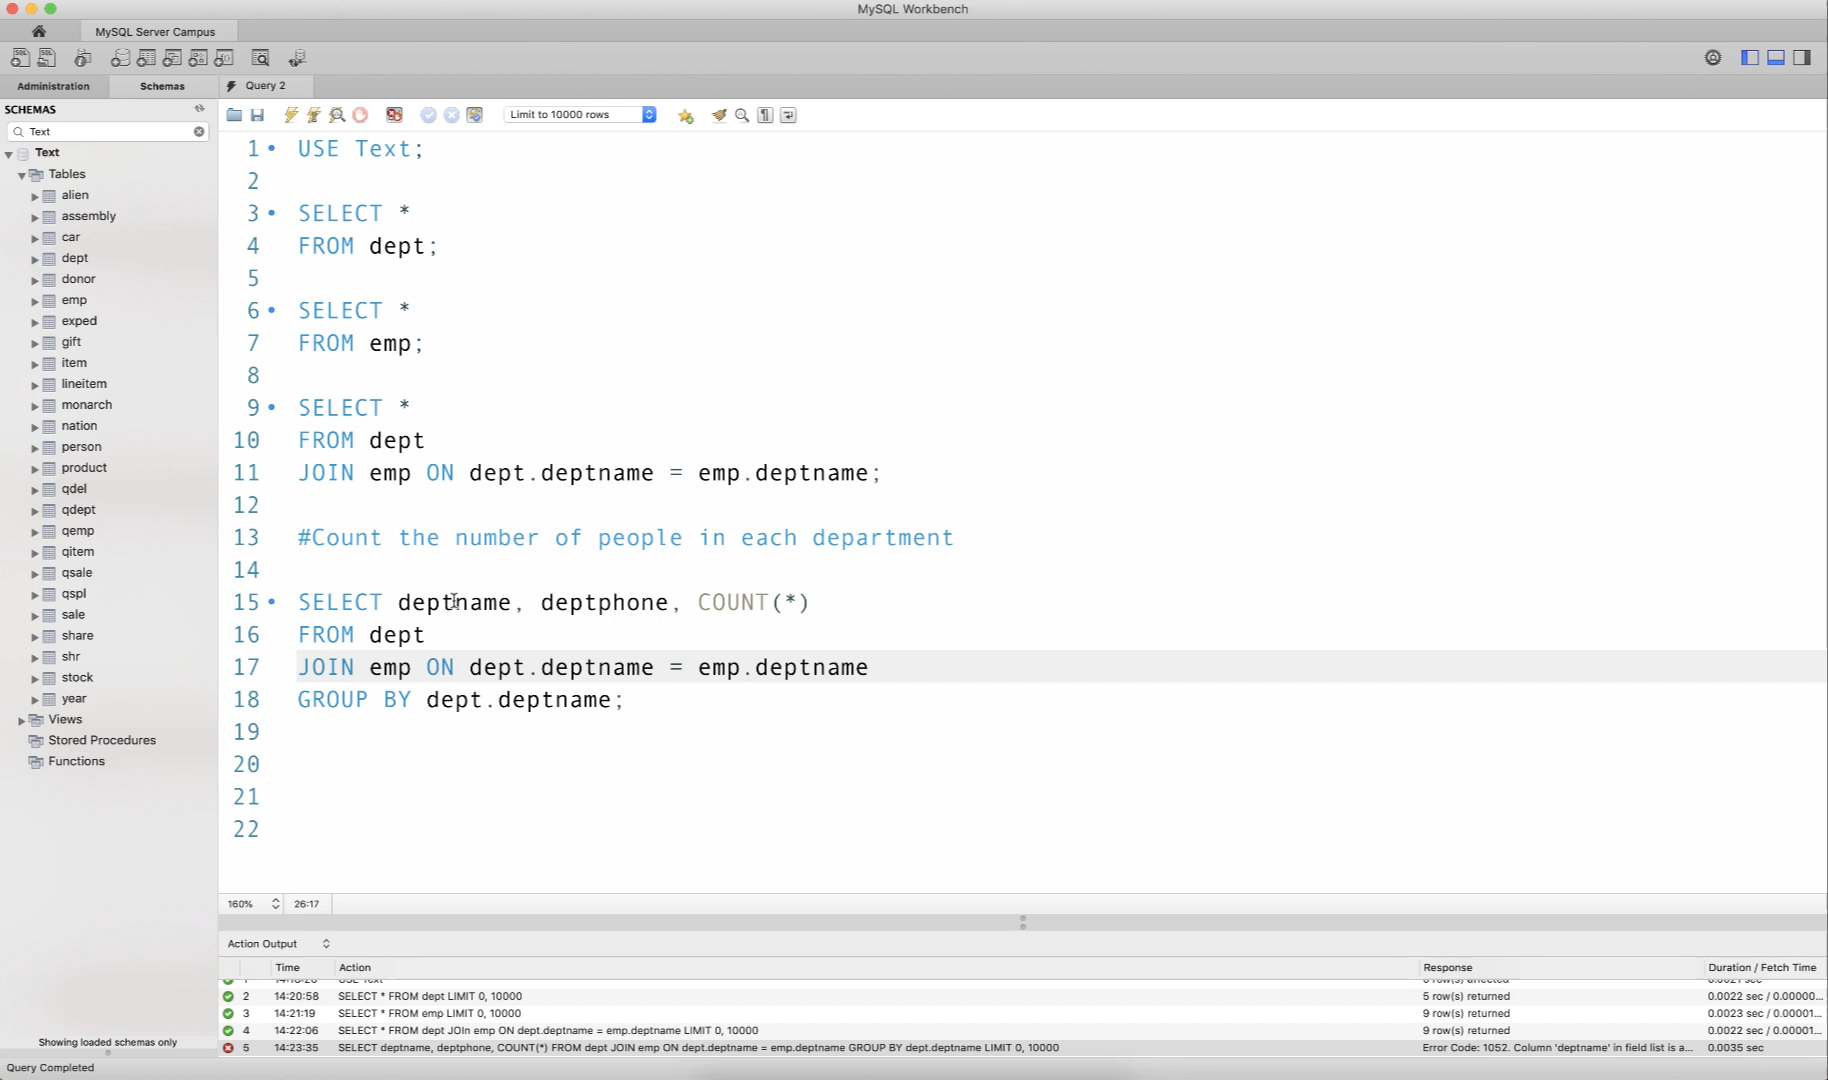 MySQL Workbench
MySQL Server Campus
Administration
Schemas
Query 2
SCHEMAS
Text
Limit to 10000 rows
Text
Tables
alien
assembly
car
dept
donor
emp
exped
gift
item
lineitem
monarch
nation
person
product
qdel
qdept
qemp
qitem
qsale
qspl
sale
share
shr
stock
year
Views
Stored Procedures
Functions
Showing loaded schemas only
1 USE Text;
2
3 SELECT *
4 FROM dept;
5
6 SELECT *
7 FROM emp;
8
9 SELECT *
10 FROM dept
11 JOIN emp ON dept.deptname = emp.deptname;
12
13 #Count the number of people in each department
14
15 SELECT deptname, deptphone, COUNT(*)
16 FROM dept
17 JOIN emp ON dept.deptname = emp.deptname
18 GROUP BY dept.deptname;
19
20
21
22
160% 26:17
Action Output
Time Action Response Duration / Fetch Time
2 14:20:58 SELECT * FROM dept LIMIT 0, 10000 5 row(s) returned 0.0022 sec / 0.00000...
3 14:21:19 SELECT * FROM emp LIMIT 0, 10000 9 row(s) returned 0.0023 sec / 0.00001...
4 14:22:06 SELECT * FROM dept JOIn emp ON dept.deptname = emp.deptname LIMIT 0, 10000 9 row(s) returned 0.0022 sec / 0.00001...
5 14:23:35 SELECT deptname, deptphone, COUNT(*) FROM dept JOIN emp ON dept.deptname = emp.deptname GROUP BY dept.deptname LIMIT 0, 10000 Error Code: 1052. Column 'deptname' in field list is a... 0.0035 sec
Query Completed